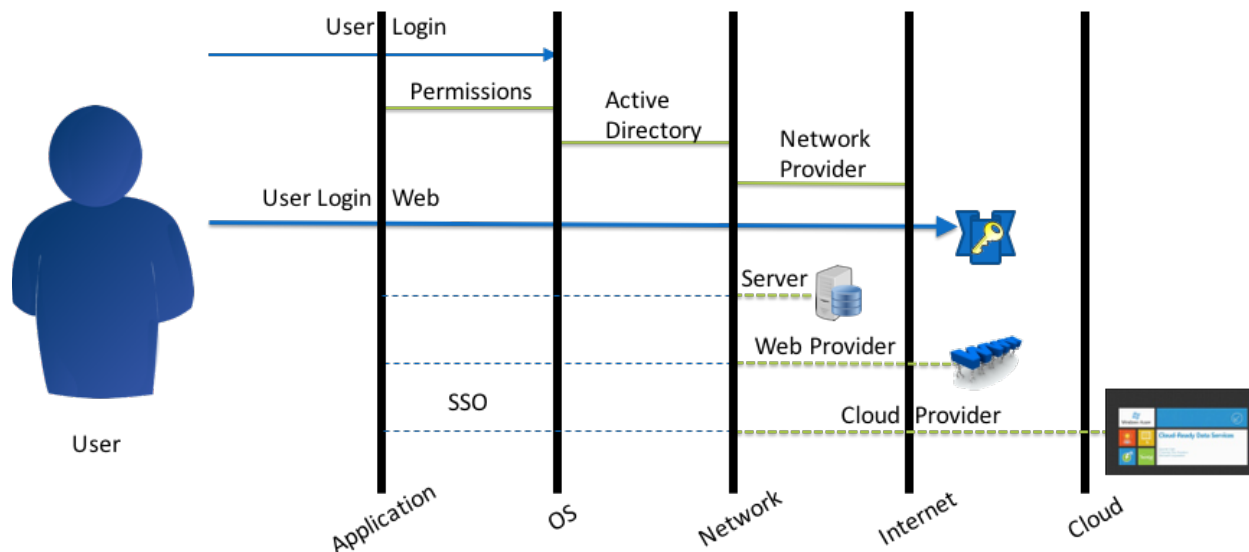 User Login
Permissions
Active
Directory
Network
Provider
User Login Web
Server
Web Provider
SSO
Cloud Provider
Cloud Ready Data Services
User
Application
OS
Network
Internet
Cloud